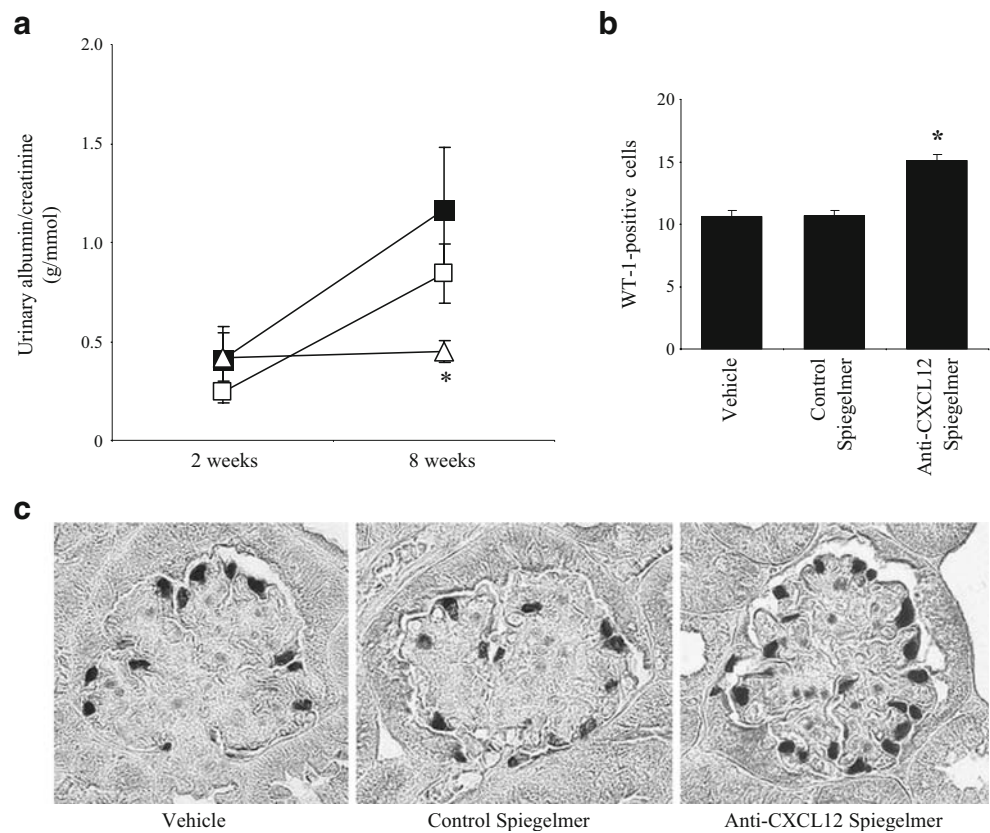 a
2.0
1.5
1.0
0.5
0
Urinary albumin/creatinine
(g/mmol)
2 weeks
8 weeks
*
b
20
15
10
5
0
WT-1-positive cells
*
Vehicle
Control
Spiegelmer
Anti-CXCL12
Spiegelmer
c
Vehicle
Control Spiegelmer
Anti-CXCL12 Spiegelmer